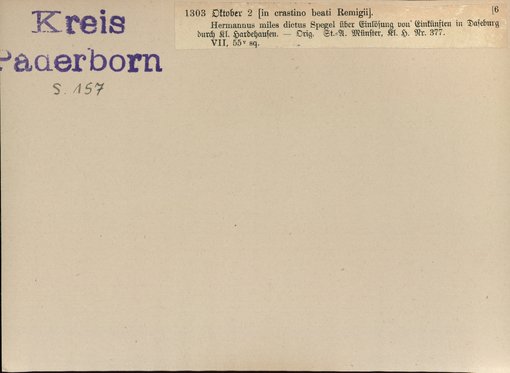 Kreis
Paderborn
S. 157
1303 Oktober 2 [in crastino beati Remigii]. [6
Hermannus miles dictus Spegel über Einlösung von Einkünften in Daseburg
durch Kl. Hardehausen. — Orig. St.-A. Münster, Kl. H. Nr. 377.
VII, 55v sq.